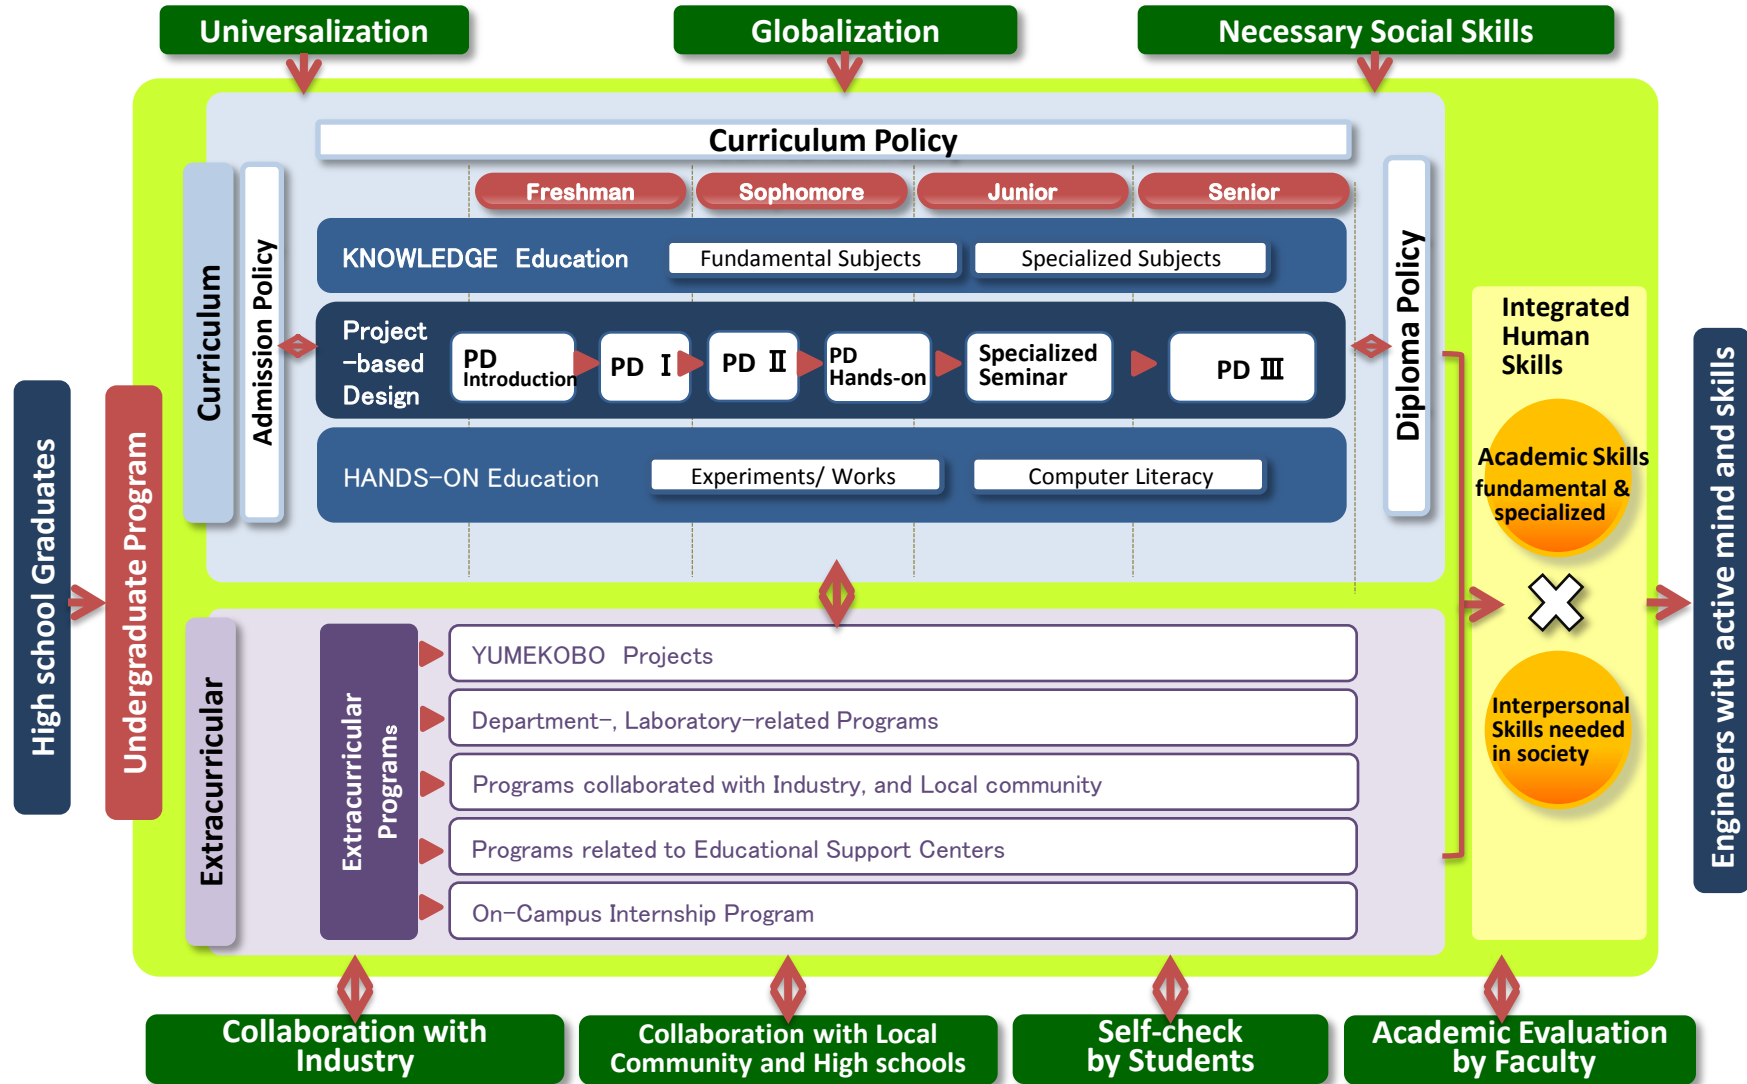 Universalization
Globalization
Necessary Social Skills
Curriculum Policy
Freshman
Sophomore
Junior
Senior
High school Graduates
Undergraduate Program
Curriculum
Admission Policy
KNOWLEDGE Education
Fundamental Subjects
Specialized Subjects
Project
-based
Design
PD
Introduction
PD Ⅰ
PD Ⅱ
PD
Hands-on
Specialized
Seminar
PD Ⅲ
HANDS-ON Education
Experiments/ Works
Computer Literacy
Diploma Policy
Integrated
Human
Skills
Academic Skills
fundamental &
specialized
Interpersonal
Skills needed
in society
Engineers with active mind and skills
Extracurricular
Extracurricular
Programs
YUMEKOBO Projects
Department-, Laboratory-related Programs
Programs collaborated with Industry, and Local community
Programs related to Educational Support Centers
On-Campus Internship Program
Collaboration with
Industry
Collaboration with Local
Community and High schools
Self-check
by Students
Academic Evaluation
by Faculty